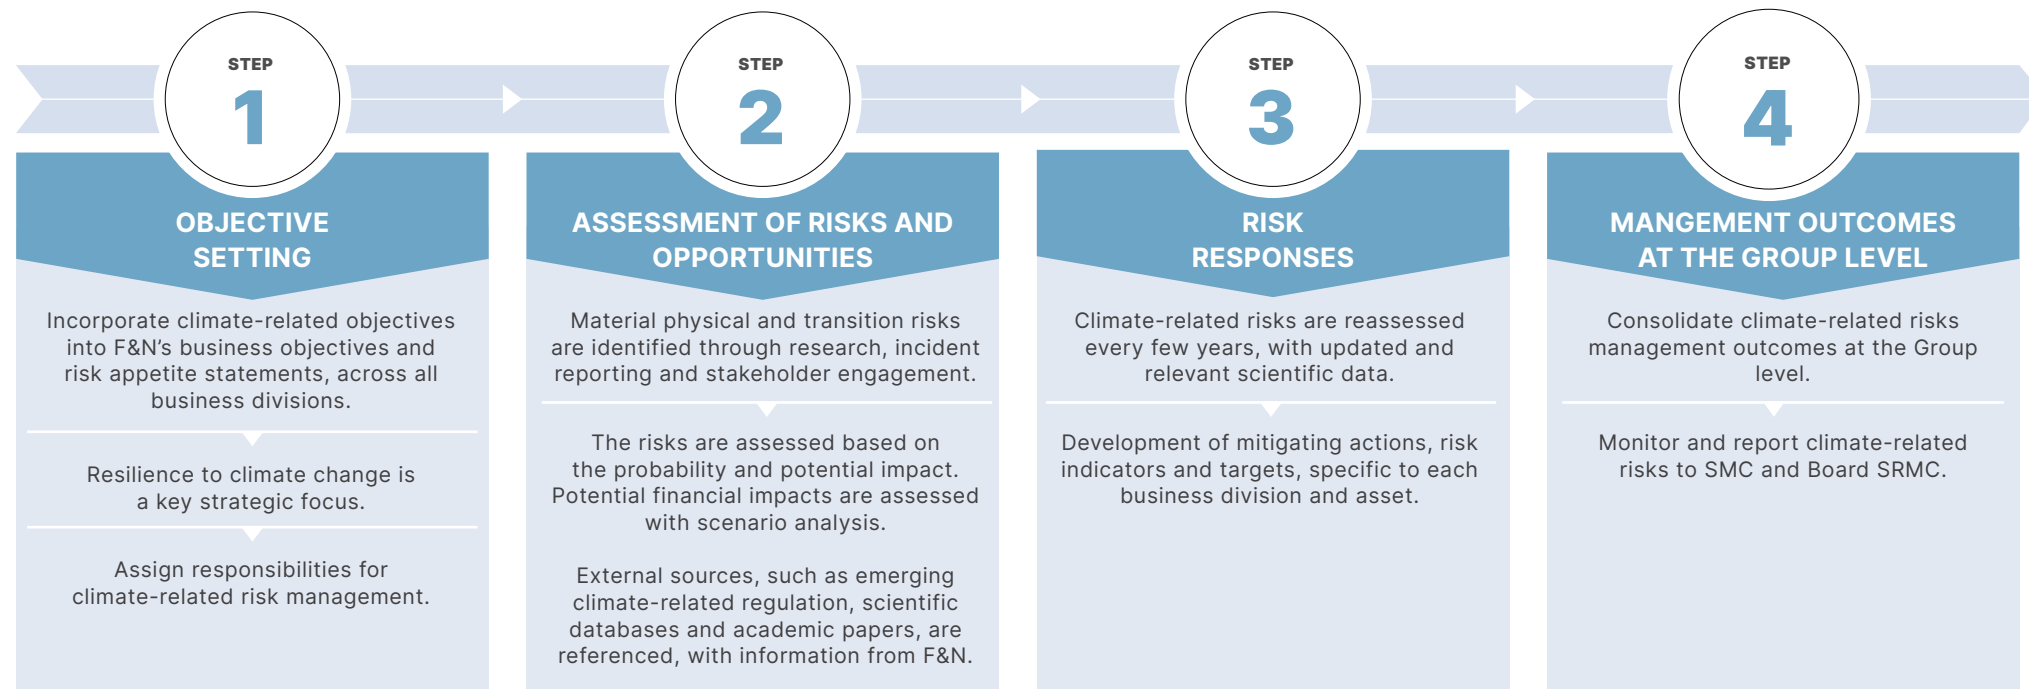 STEP
1
OBJECTIVE
SETTING
Incorporate climate-related objectives
into F&N’s business objectives and
risk appetite statements, across all
business divisions.
Resilience to climate change is
a key strategic focus.
Assign responsibilities for
climate-related risk management.
STEP
2
ASSESSMENT OF RISKS AND
OPPORTUNITIES
Material physical and transition risks
are identified through research, incident
reporting and stakeholder engagement.
The risks are assessed based on
the probability and potential impact.
Potential financial impacts are assessed
with scenario analysis.
External sources, such as emerging
climate-related regulation, scientific
databases and academic papers, are
referenced, with information from F&N.
STEP
3
RISK
RESPONSES
Climate-related risks are reassessed
every few years, with updated and
relevant scientific data.
Development of mitigating actions, risk
indicators and targets, specific to each
business division and asset.
STEP
4
MANGEMENT OUTCOMES
AT THE GROUP LEVEL
Consolidate climate-related risks
management outcomes at the Group
level.
Monitor and report climate-related
risks to SMC and Board SRMC.